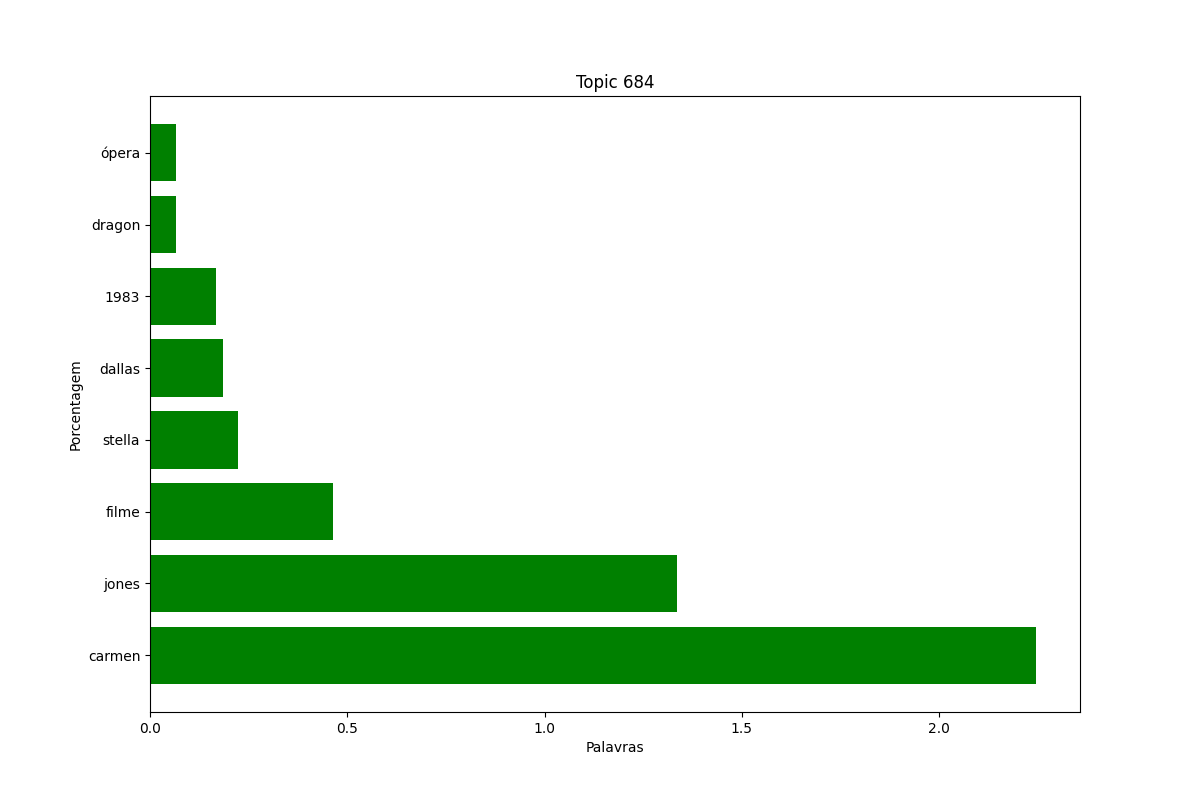 Topic 684
ópera
dragon
1983
dallas
stella
filme
jones
carmen
Porcentagem
0.0 0.5 1.0 1.5 2.0
Palavras